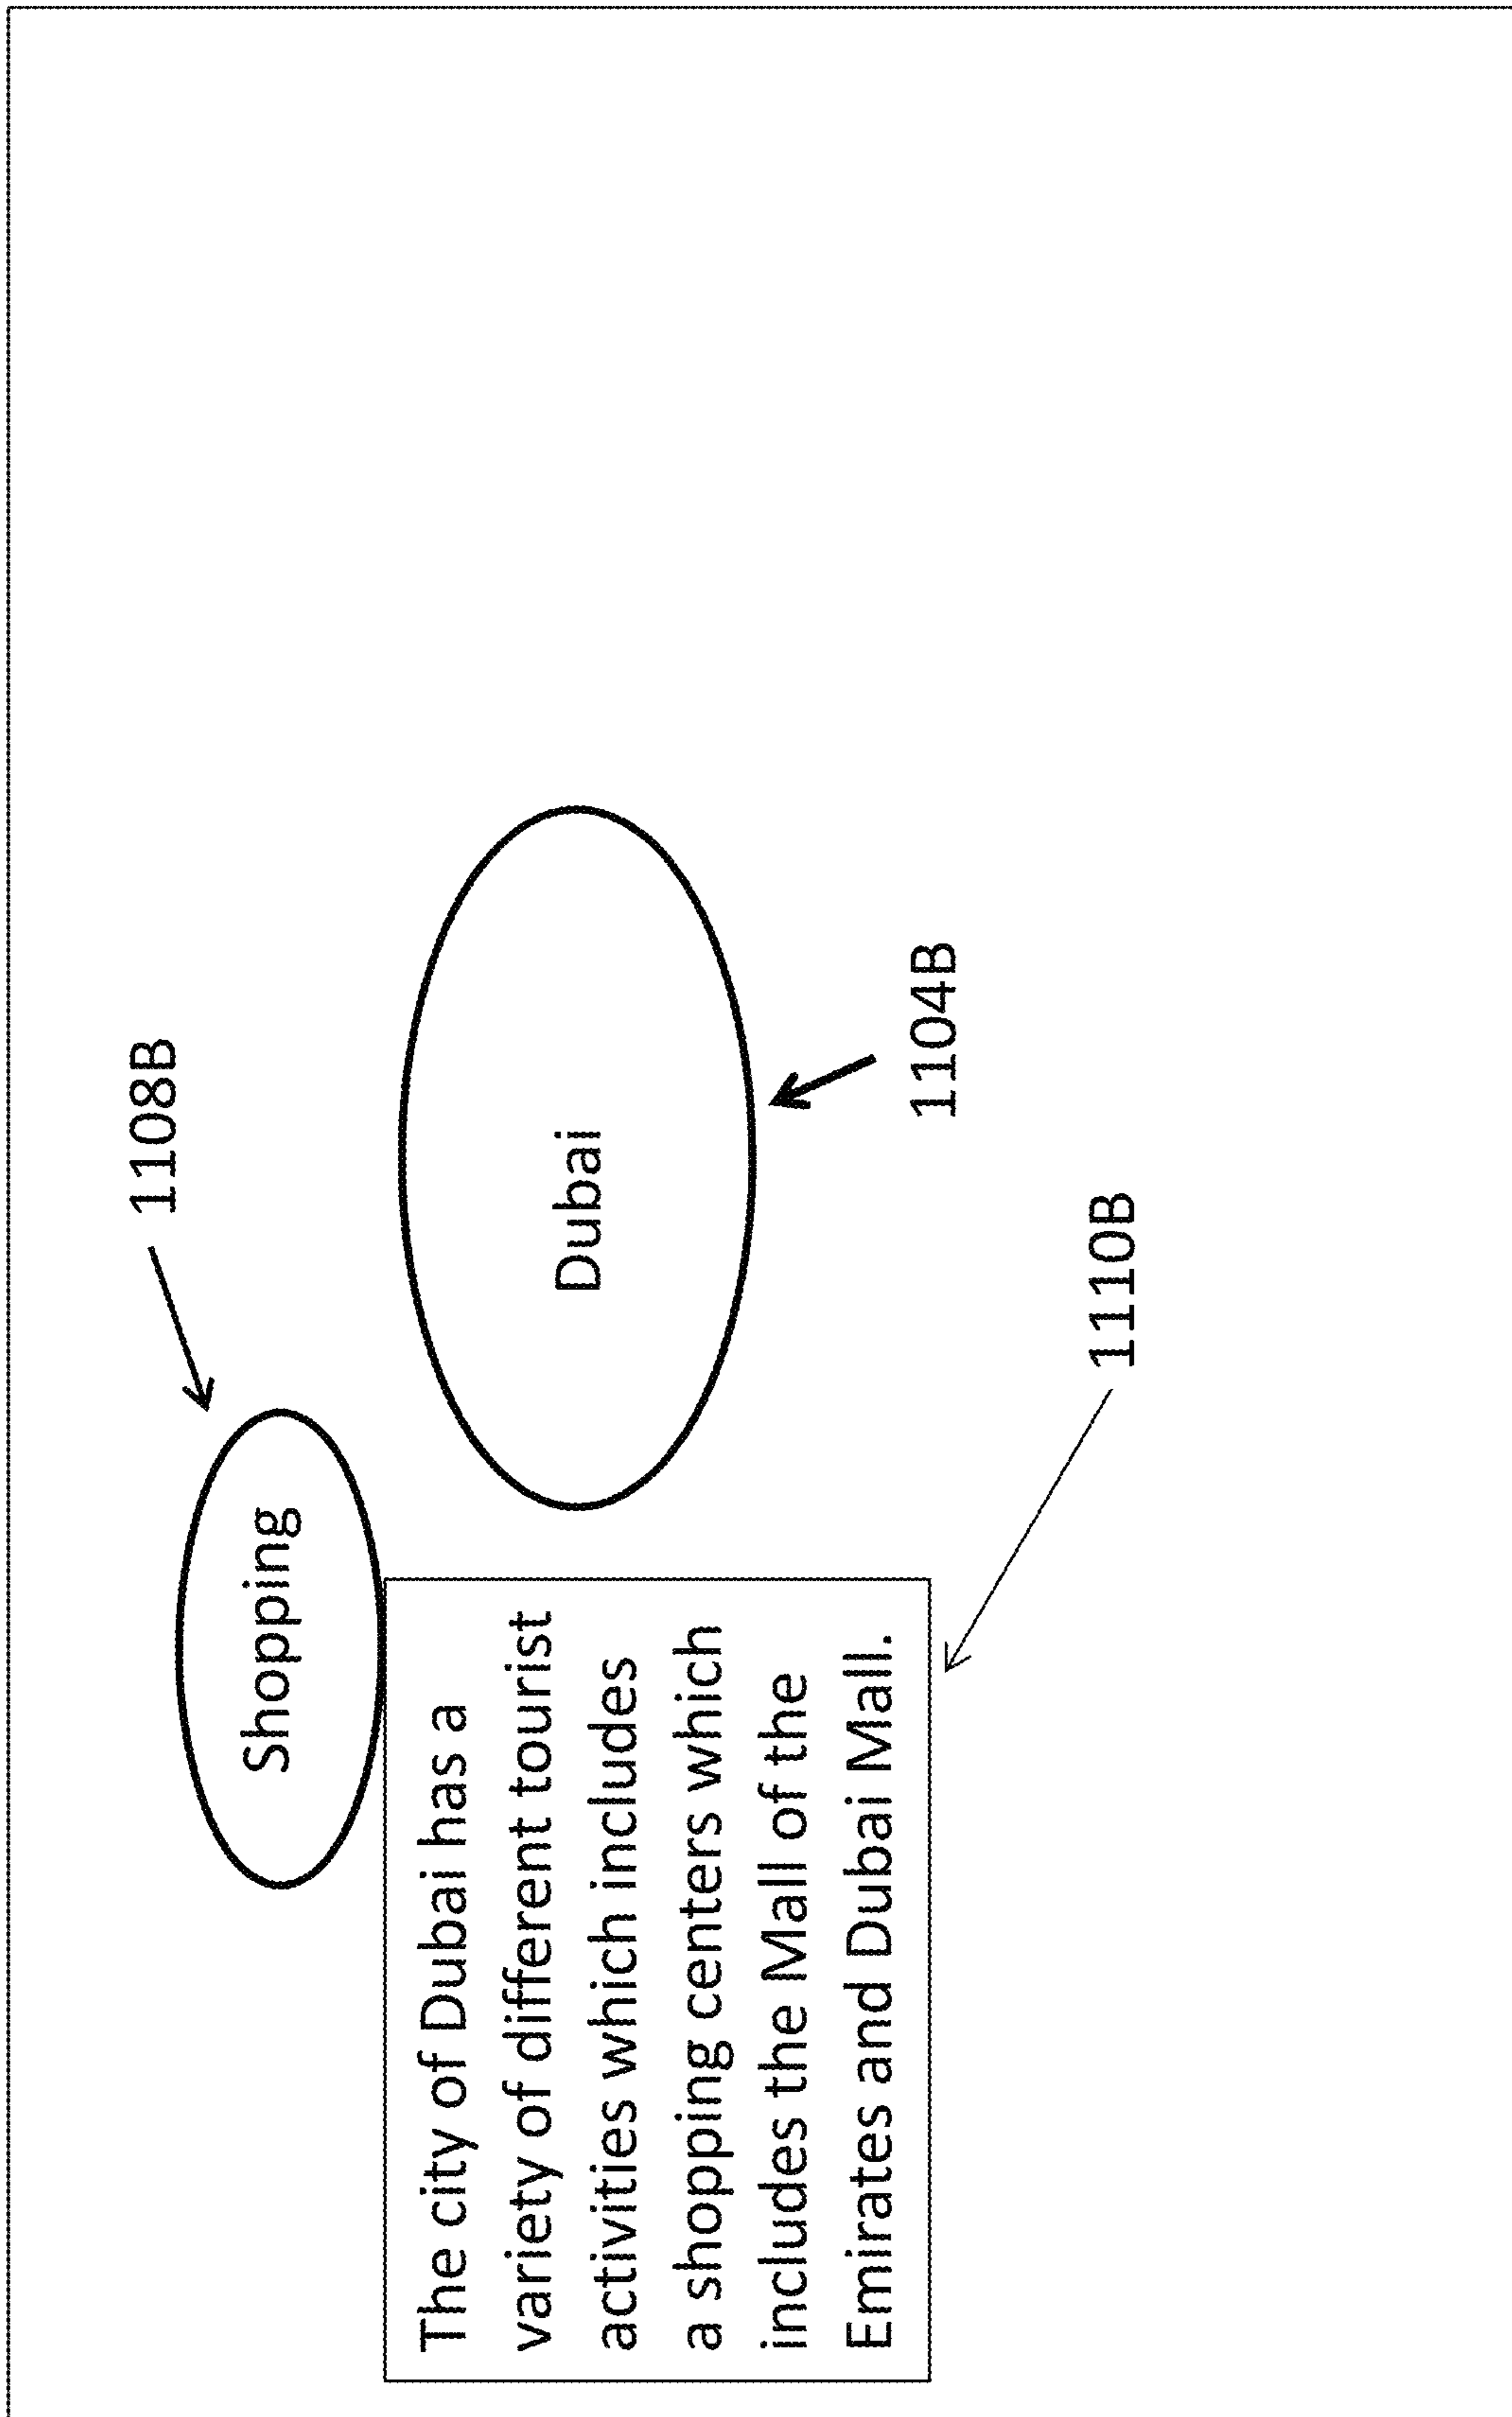 1108B
Shopping
Dubai
1104B
The city of Dubai has a
variety of different tourist
activities which includes
a shopping centers which
includes the Mall of the
Emirates and Dubai Mall.
1110B